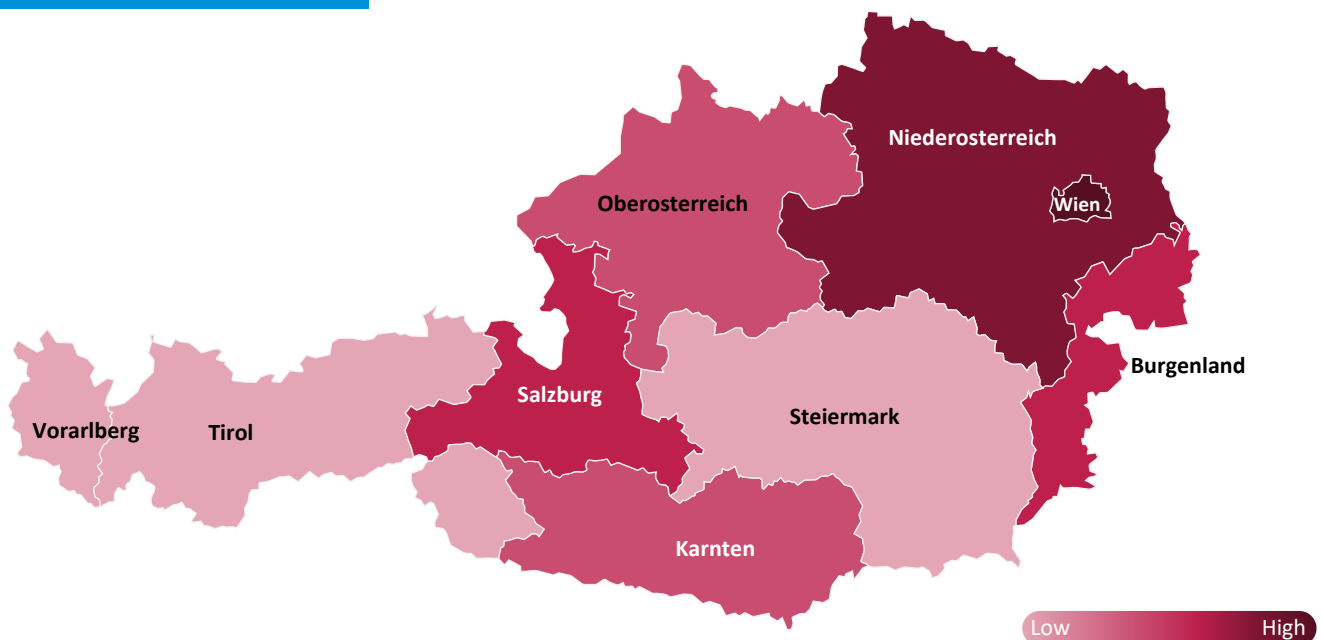 Niederosterreich
Wien
Oberosterreich
Burgenland
Salzburg
Steiermark
Vorarlberg
Tirol
Karnten
Low High